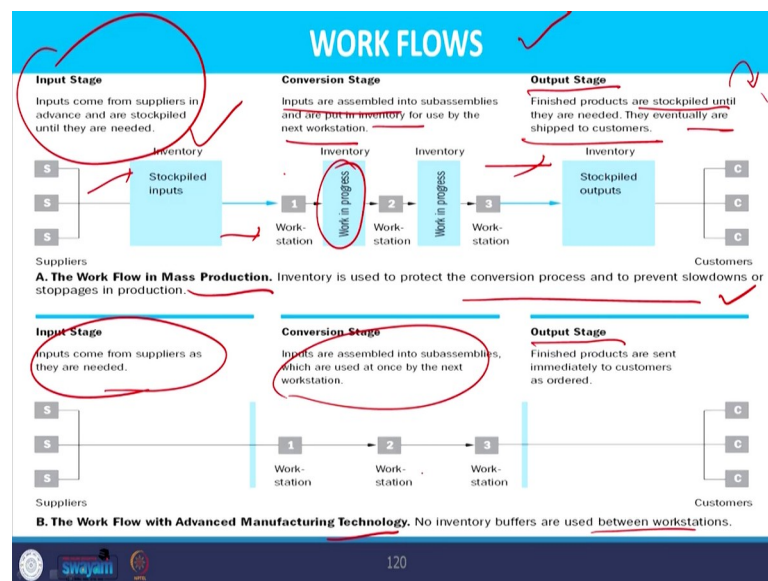 WORK FLOWS
Input Stage
Inputs come from suppliers in
advance and are stockpiled
until they are needed.
Conversion Stage
Inputs are assembled into subassemblies
and are put in inventory for use by the
next workstation.
Output Stage
Finished products are stockpiled until
they are needed. They eventually are
shipped to customers.
Inventory
Inventory
Inventory
Inventory
S
S
S
Stockpiled
inputs
1
Work in progress
2
Work in progress
3
Stockpiled
outputs
C
C
C
Work-
station
Work-
station
Work-
station
Suppliers
Customers
A. The Work Flow in Mass Production. Inventory is used to protect the conversion process and to prevent slowdowns or
stoppages in production.
Input Stage
Inputs come from suppliers as
they are needed.
Conversion Stage
Inputs are assembled into subassemblies,
which are used at once by the next
workstation.
Output Stage
Finished products are sent
immediately to customers
as ordered.
S
S
S
1
2
3
C
C
C
Work-
station
Work-
station
Work-
station
Suppliers
Customers
B. The Work Flow with Advanced Manufacturing Technology. No inventory buffers are used between workstations.
swayam
120